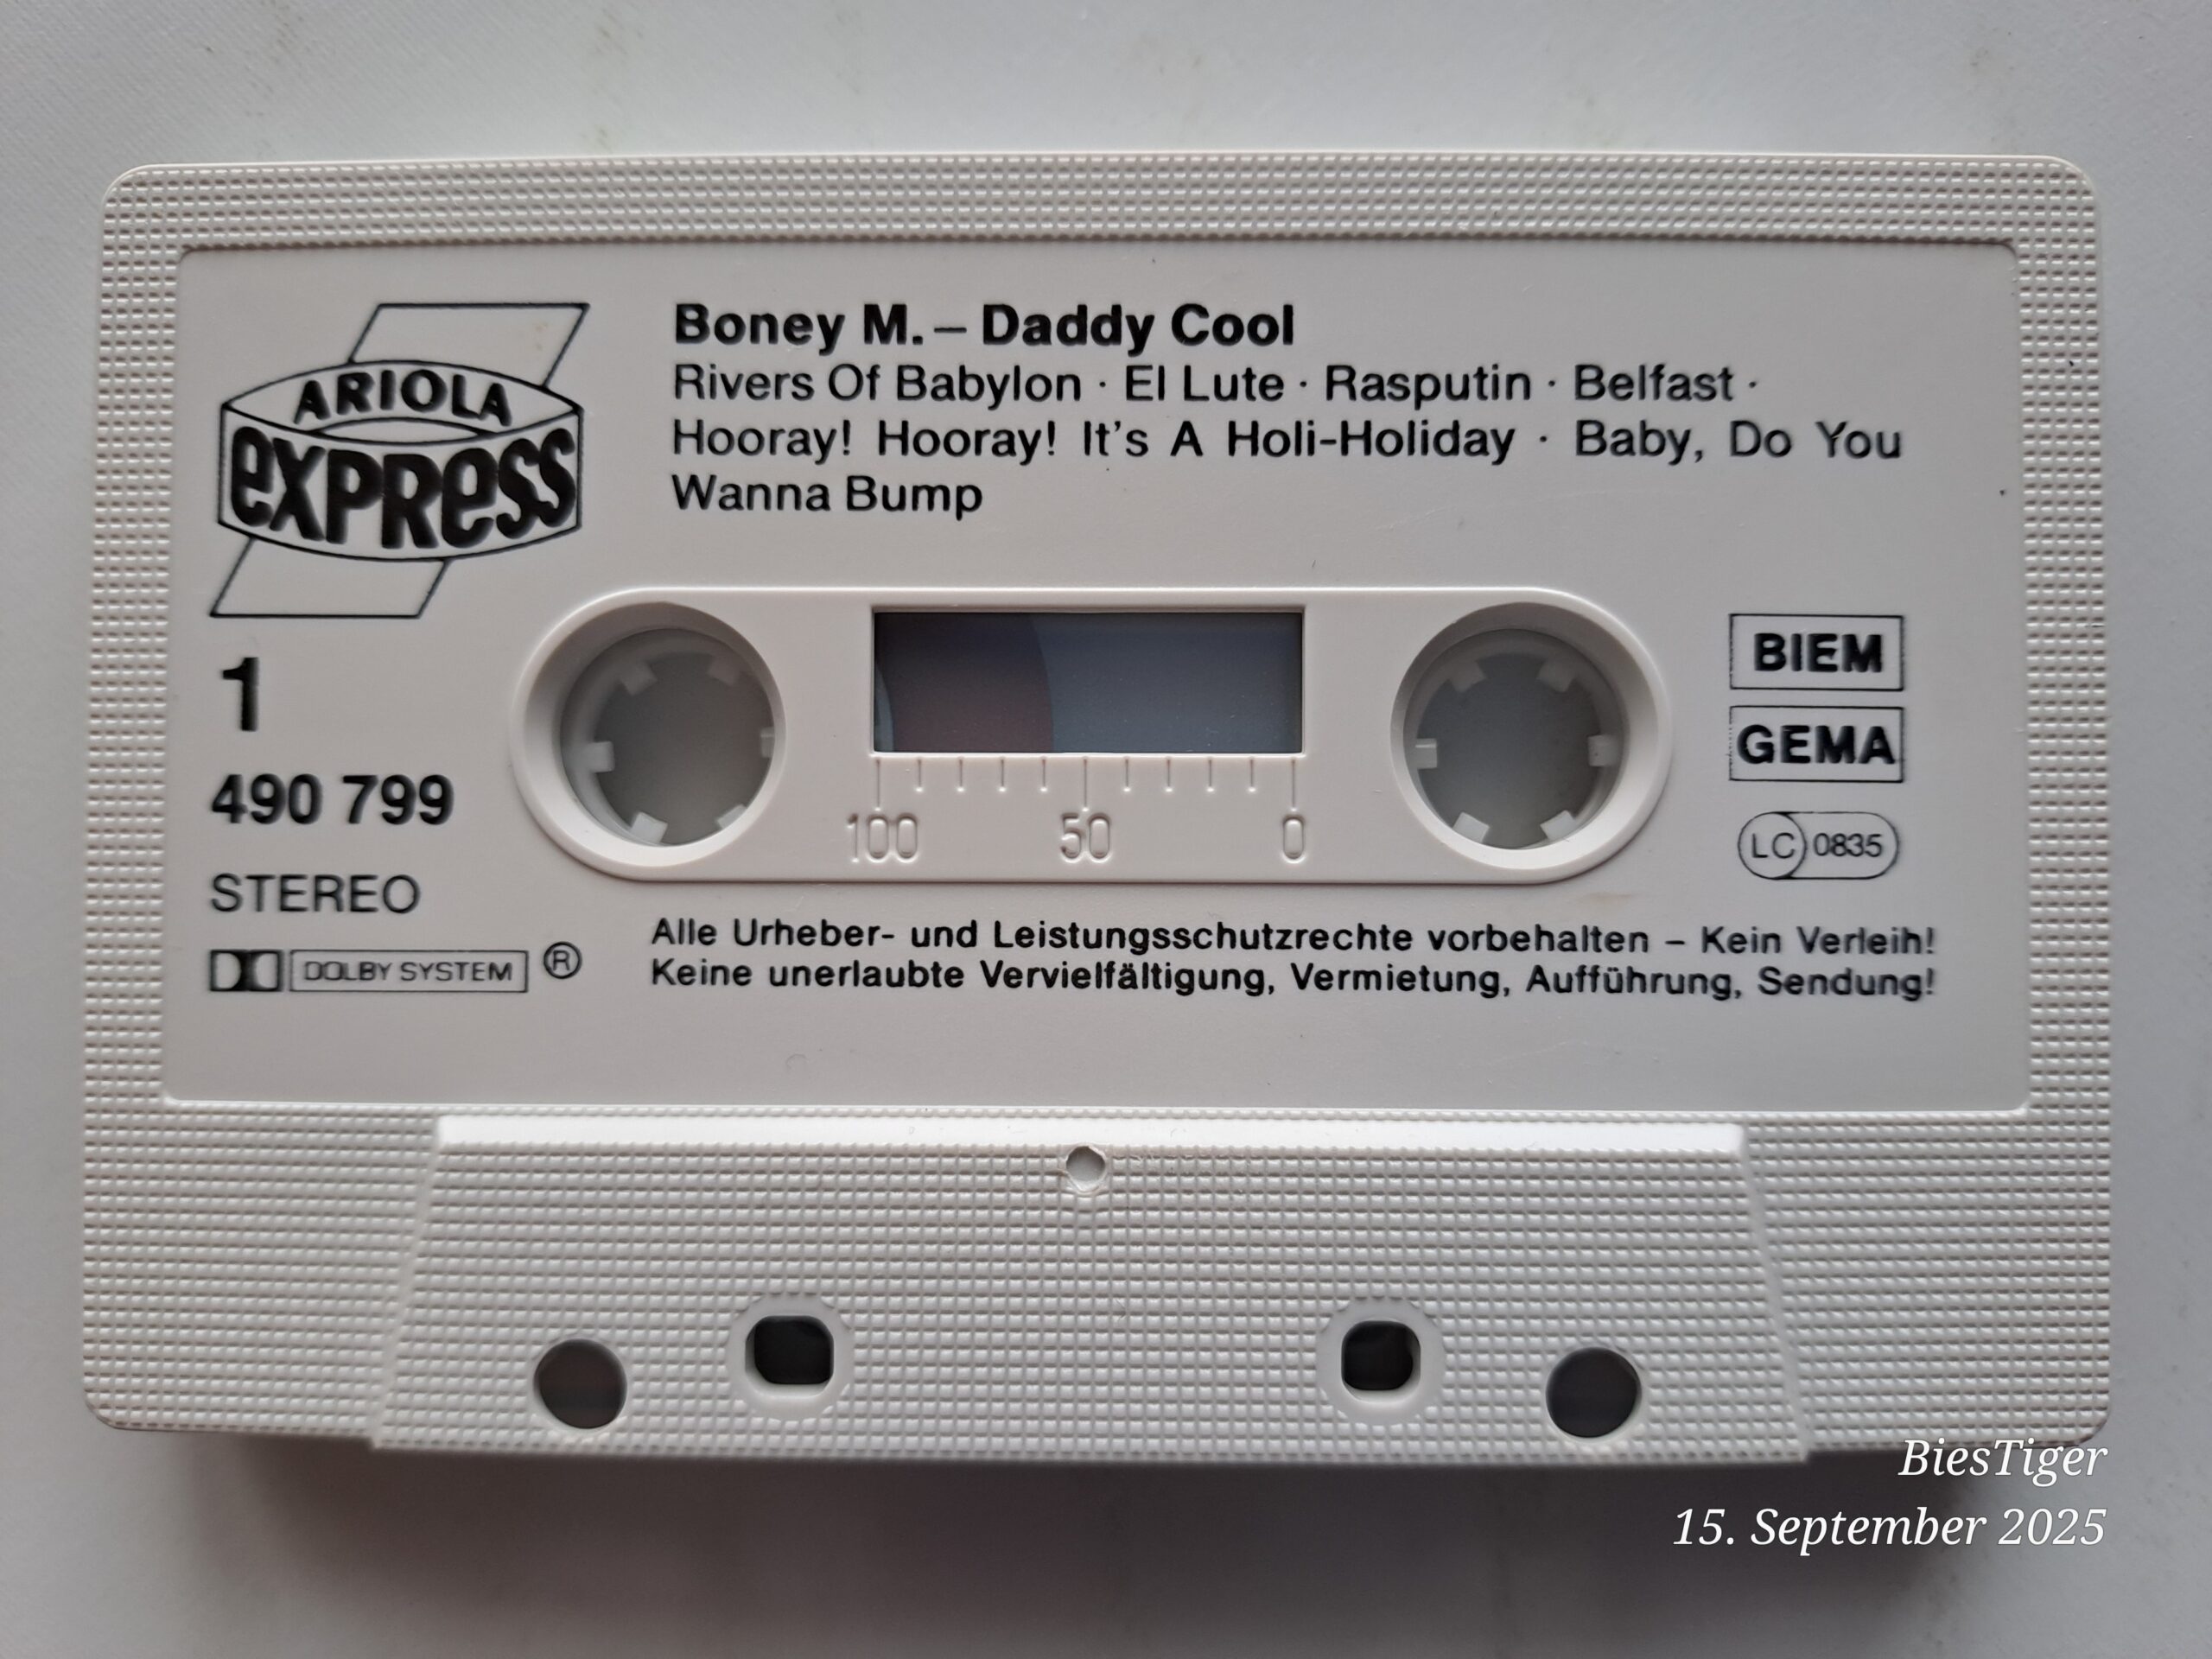 ARIOLA
express
Boney M. – Daddy Cool
Rivers Of Babylon · El Lute · Rasputin · Belfast ·
Hooray! Hooray! It's A Holi-Holiday · Baby, Do You
Wanna Bump
1
490 799
STEREO
DOLBY SYSTEM ®
100 50 0
BIEM
GEMA
LC 0835
Alle Urheber- und Leistungsschutzrechte vorbehalten – Kein Verleih!
Keine unerlaubte Vervielfältigung, Vermietung, Aufführung, Sendung!
BiesTiger
15. September 2025